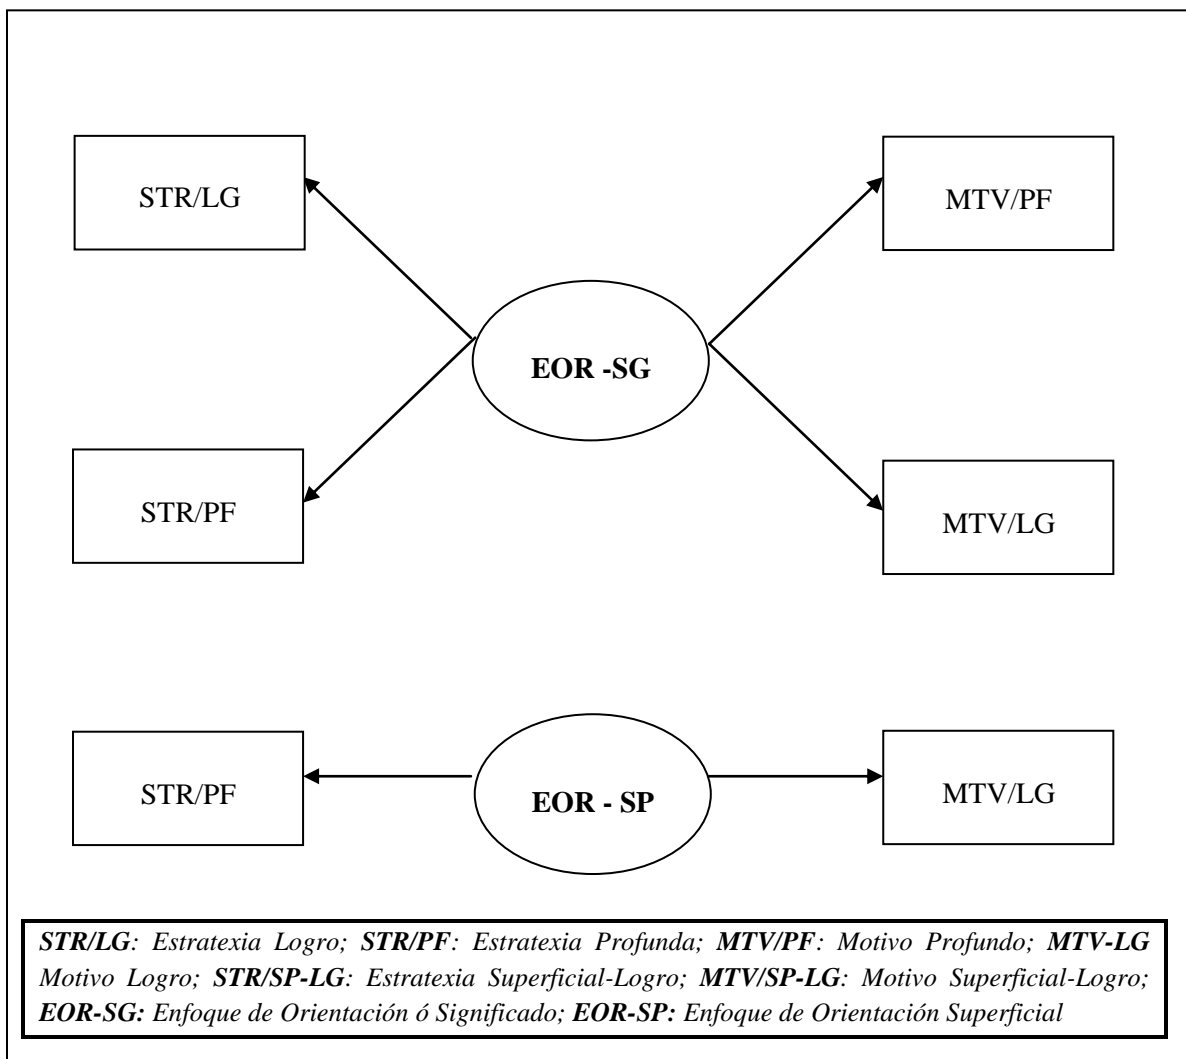 STR/LG
MTV/PF
EOR -SG
STR/PF
MTV/LG
STR/PF
EOR - SP
MTV/LG
STR/LG: Estratexia Logro; STR/PF: Estratexia Profunda; MTV/PF: Motivo Profundo; MTV-LG
Motivo Logro; STR/SP-LG: Estratexia Superficial-Logro; MTV/SP-LG: Motivo Superficial-Logro;
EOR-SG: Enfoque de Orientación ó Significado; EOR-SP: Enfoque de Orientación Superficial